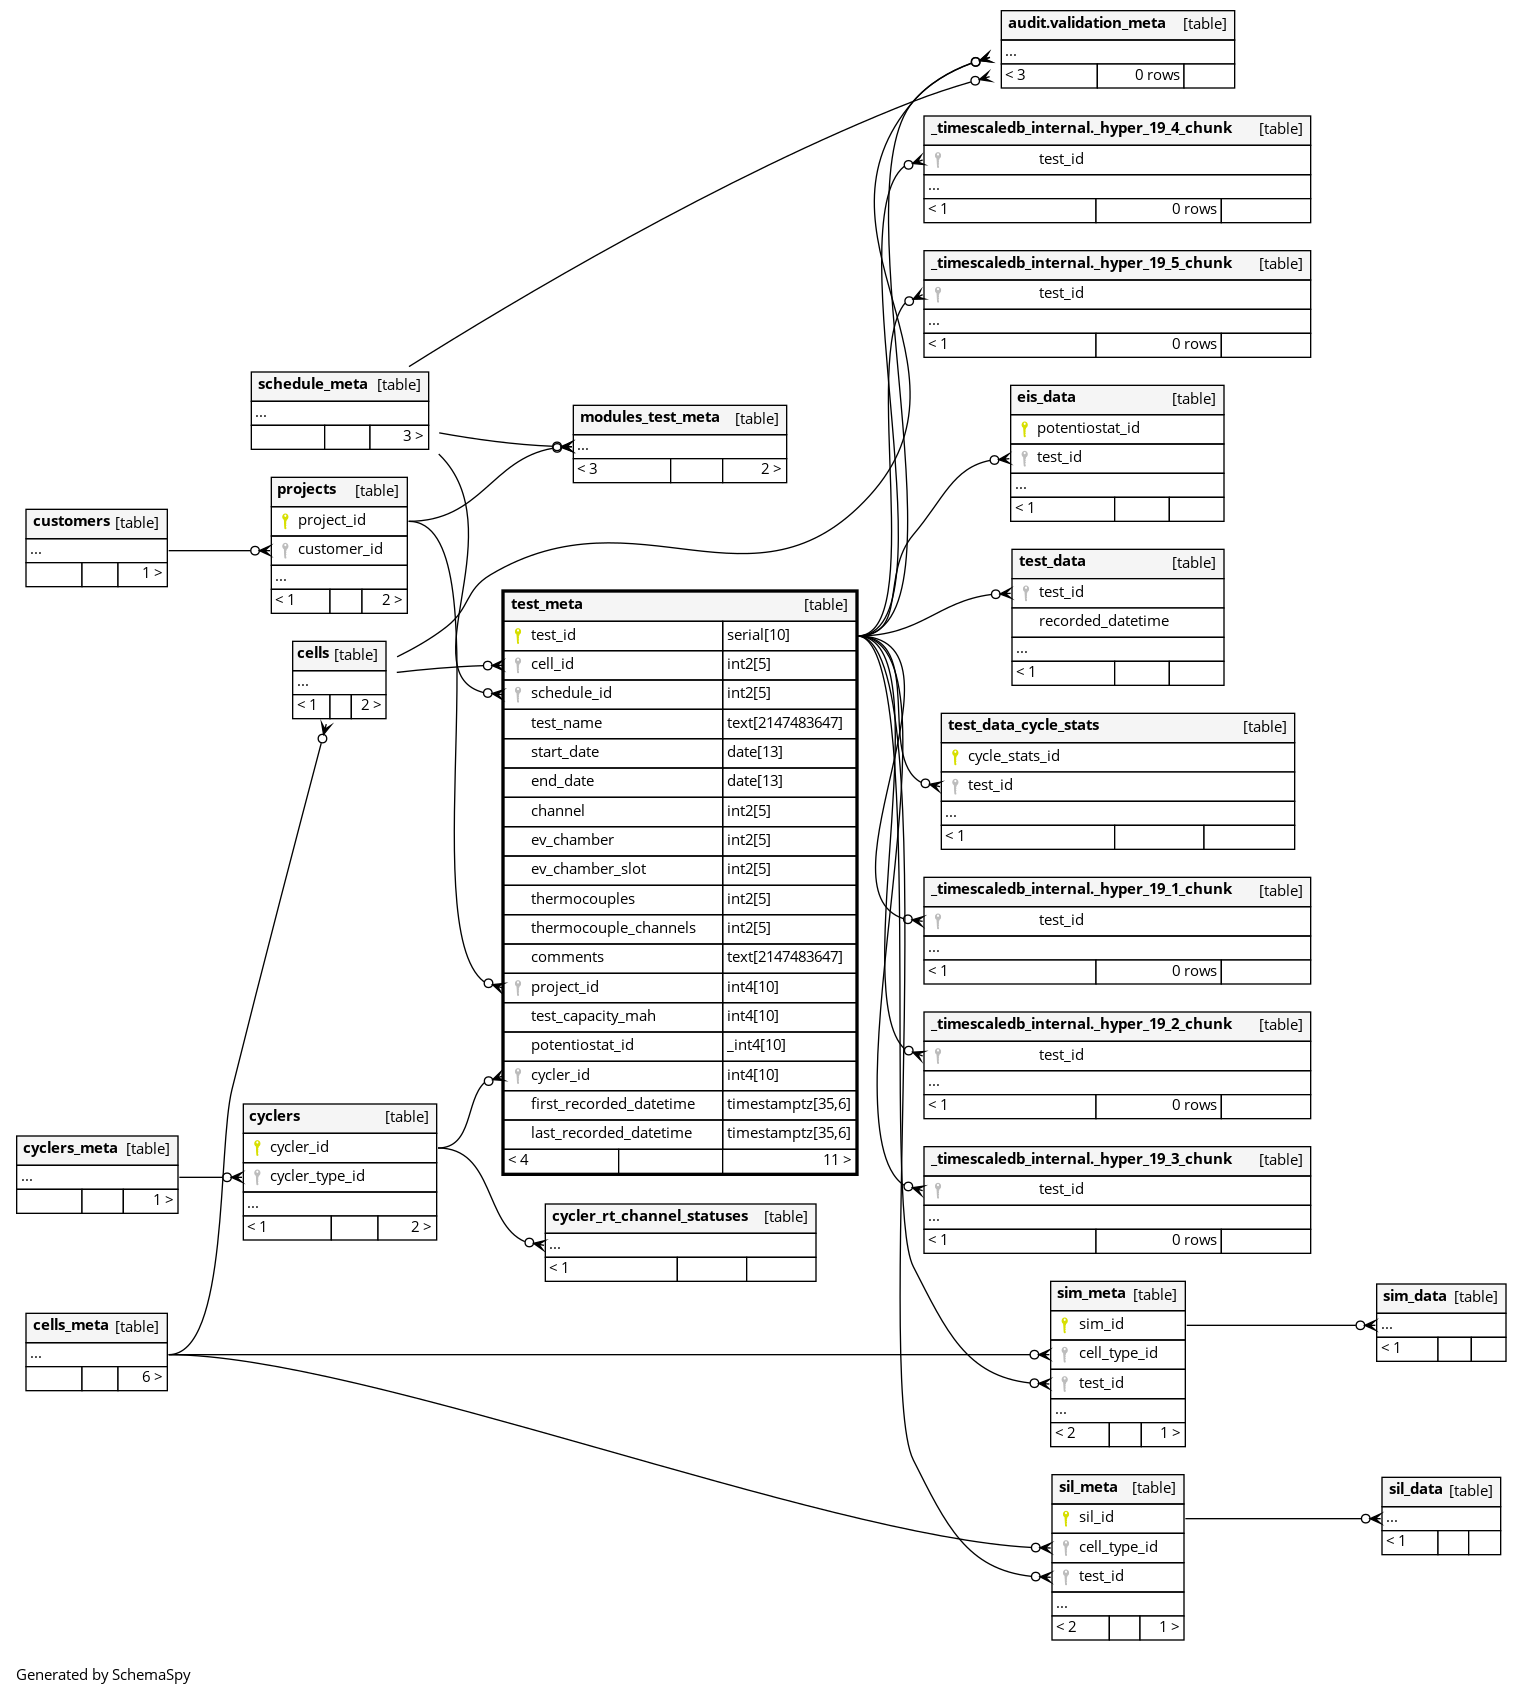 audit.validation_meta [table]
...
< 3 0 rows
_timescaledb_internal._hyper_19_4_chunk [table]
test_id
...
< 1 0 rows
_timescaledb_internal._hyper_19_5_chunk [table]
test_id
...
< 1 0 rows
schedule_meta [table]
...
3 >
modules_test_meta [table]
...
< 3 2 >
eis_data [table]
potentiostat_id
test_id
...
< 1
projects [table]
project_id
customer_id
...
< 1 2 >
customers [table]
...
1 >
test_data [table]
test_id
recorded_datetime
...
< 1
cells [table]
...
< 1 2 >
test_meta [table]
test_id serial[10]
cell_id int2[5]
schedule_id int2[5]
test_name text[2147483647]
start_date date[13]
end_date date[13]
channel int2[5]
ev_chamber int2[5]
ev_chamber_slot int2[5]
thermocouples int2[5]
thermocouple_channels int2[5]
comments text[2147483647]
project_id int4[10]
test_capacity_mah int4[10]
potentiostat_id _int4[10]
cycler_id int4[10]
first_recorded_datetime timestamptz[35,6]
last_recorded_datetime timestamptz[35,6]
< 4 11 >
test_data_cycle_stats [table]
cycle_stats_id
test_id
...
< 1
_timescaledb_internal._hyper_19_1_chunk [table]
test_id
...
< 1 0 rows
_timescaledb_internal._hyper_19_2_chunk [table]
test_id
...
< 1 0 rows
cyclers [table]
cycler_id
cycler_type_id
...
< 1 2 >
cyclers_meta [table]
...
1 >
_timescaledb_internal._hyper_19_3_chunk [table]
test_id
...
< 1 0 rows
cycler_rt_channel_statuses [table]
...
< 1
cells_meta [table]
...
6 >
sim_meta [table]
sim_id
cell_type_id
test_id
...
< 2 1 >
sim_data [table]
...
< 1
sil_meta [table]
sil_id
cell_type_id
test_id
...
< 2 1 >
sil_data [table]
...
< 1
Generated by SchemaSpy